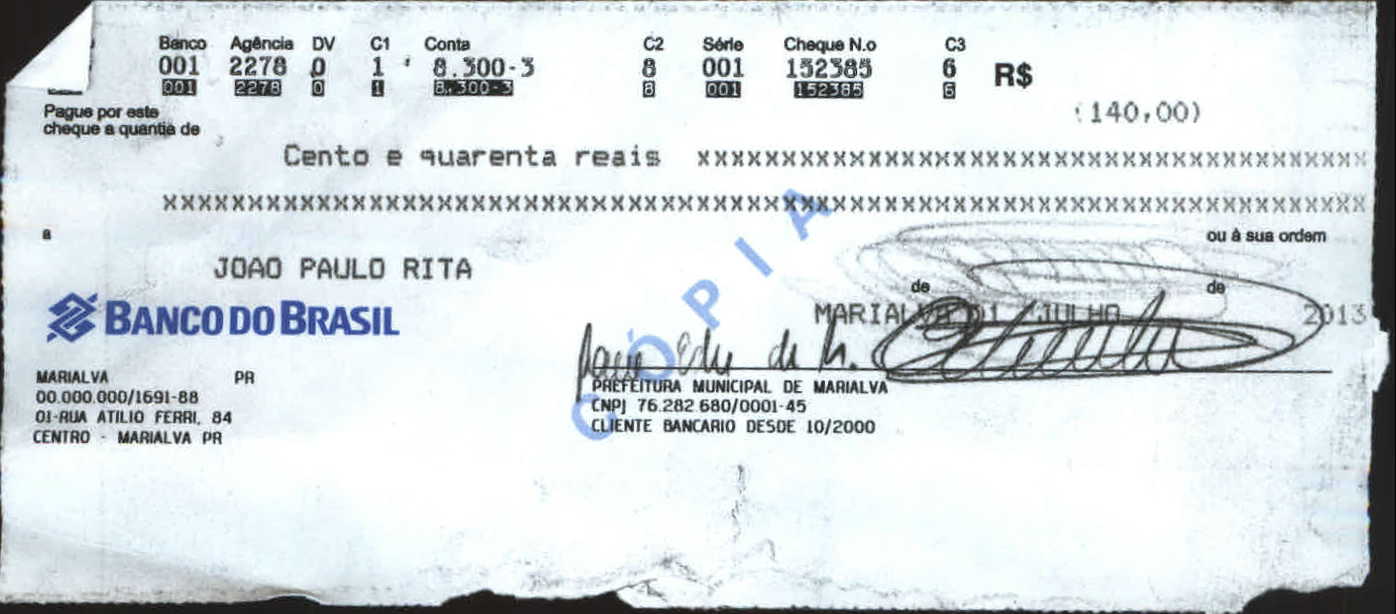 Banco Agência DV C1 Conta C2 Série Cheque N.o C3
001 2278 0 1 8.300-3 8 001 152385 6 R$
001 2278 0 1 8.300-3 8 001 152385 6
Pague por este
cheque a quantia de
(140,00)
Cento e quarenta reais xxxxxxxxxxxxxxxxxxxxxxxxxxxxxxxxxxxxxxxx
xxxxxxxxxxxxxxxxxxxxxxxxxxxxxxxxxxxxxxxxxxxxxxxxxxxxxxxxxxxxxxxxxxxxxx
a
ou à sua ordem
JOAO PAULO RITA
de de
MARIALVA 01 JULHO 2013
BANCO DO BRASIL
CÓPIA
MARIALVA PR
00.000.000/1691-88
01-RUA ATILIO FERRI, 84
CENTRO - MARIALVA PR
PREFEITURA MUNICIPAL DE MARIALVA
CNPJ 76.282.680/0001-45
CLIENTE BANCARIO DESDE 10/2000